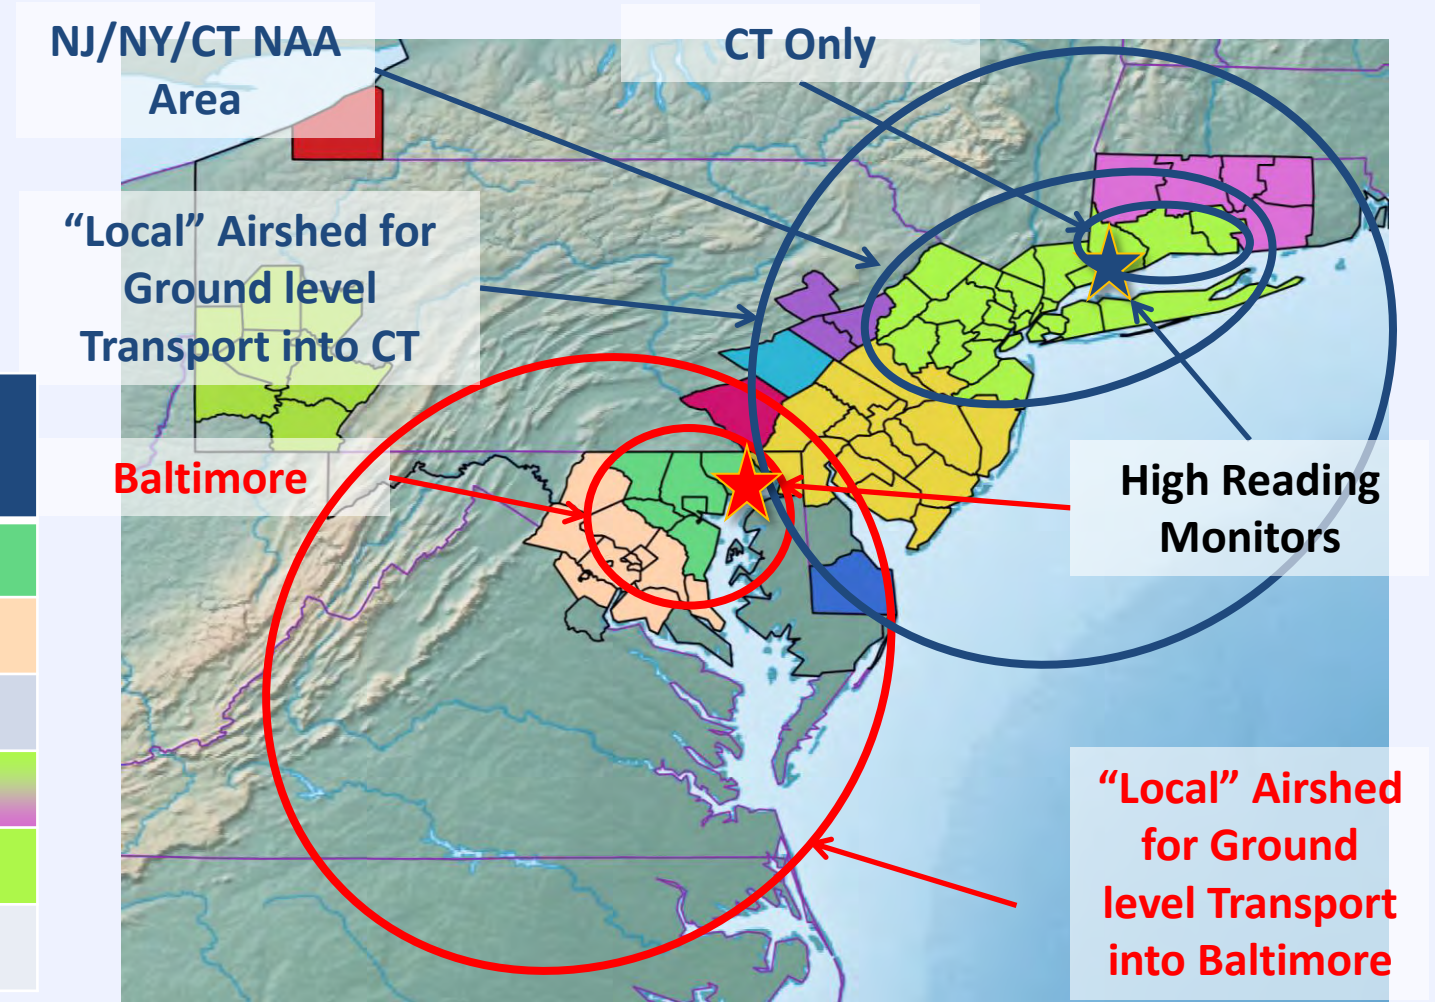 NJ/NY/CT NAA
Area
CT Only
“Local” Airshed for
Ground level
Transport into CT
Baltimore
High Reading
Monitors
“Local” Airshed
for Ground
level Transport
into Baltimore